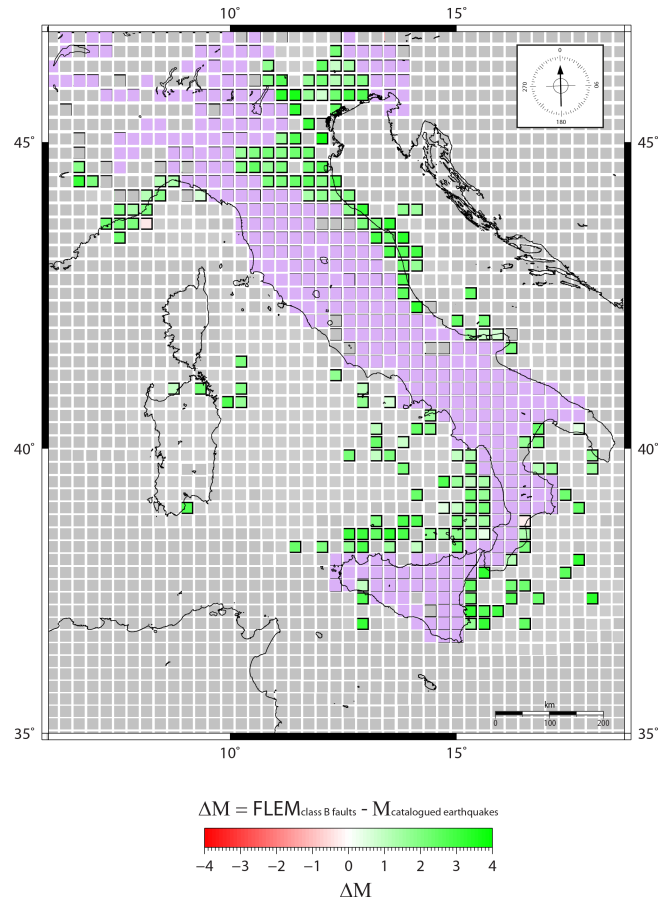 10° 15°
0
270 90
180
45° 45°
40° 40°
km
0 100 200
35° 35°
10° 15°
ΔM = FLEMclass B faults - Mcatalogued earthquakes
−4 −3 −2 −1 0 1 2 3 4
ΔM